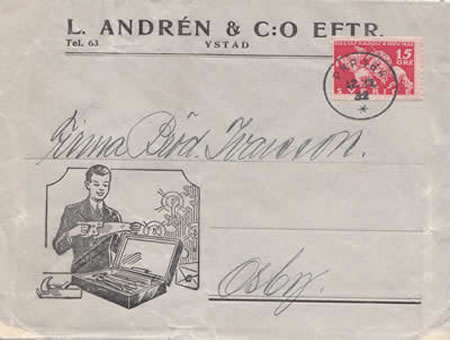 L. ANDRÉN & C:O EFTR.
Tel. 63 YSTAD
15
ÖRE
Firma Bröd. Ivarsson.
Osby.